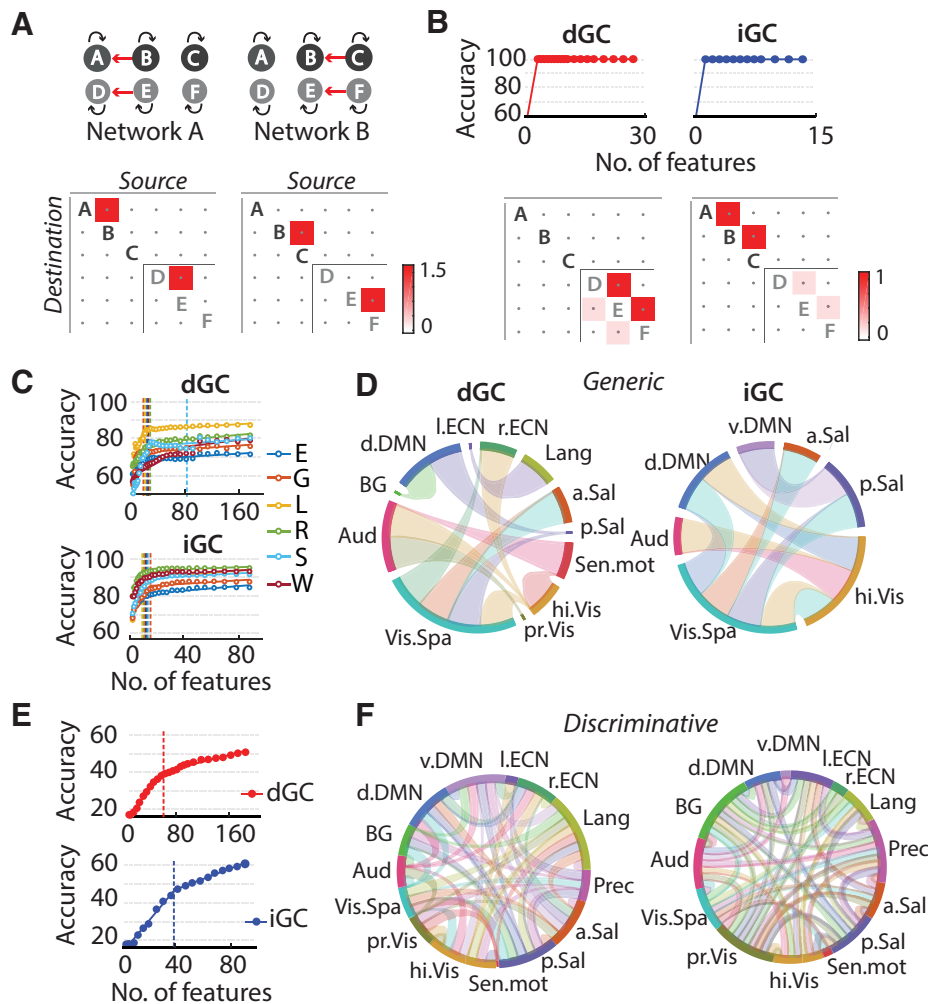 A
A B C A B C
D E F D E F
Network A Network B
Source Source
Destination
A
B
C
D
E
F
A
B
C
D
E
F
1.5
0
B
dGC iGC
Accuracy
100
80
60
0 30 0 15
No. of features
A
B
C
D
E
F
A
B
C
D
E
F
1
0
C
dGC
Accuracy
100
80
60
0 80 160
iGC
Accuracy
100
80
60
0 40 80
No. of features
E
G
L
R
S
W
D
dGC Generic iGC
l.ECN
r.ECN
d.DMN
Lang
BG
a.Sal
Aud
p.Sal
Sen.mot
hi.Vis
pr.Vis
Vis.Spa
v.DMN
a.Sal
d.DMN
p.Sal
Aud
hi.Vis
Vis.Spa
E
Accuracy
60
40
20
0 80 160
dGC
Accuracy
60
40
20
0 40 80
iGC
No. of features
F
Discriminative
v.DMN
l.ECN
r.ECN
d.DMN
Lang
BG
Aud
Prec
Vis.Spa
a.Sal
pr.Vis
p.Sal
hi.Vis
Sen.mot
v.DMN
l.ECN
r.ECN
d.DMN
Lang
BG
Prec
Aud
a.Sal
Vis.Spa
p.Sal
pr.Vis
Sen.mot
hi.Vis